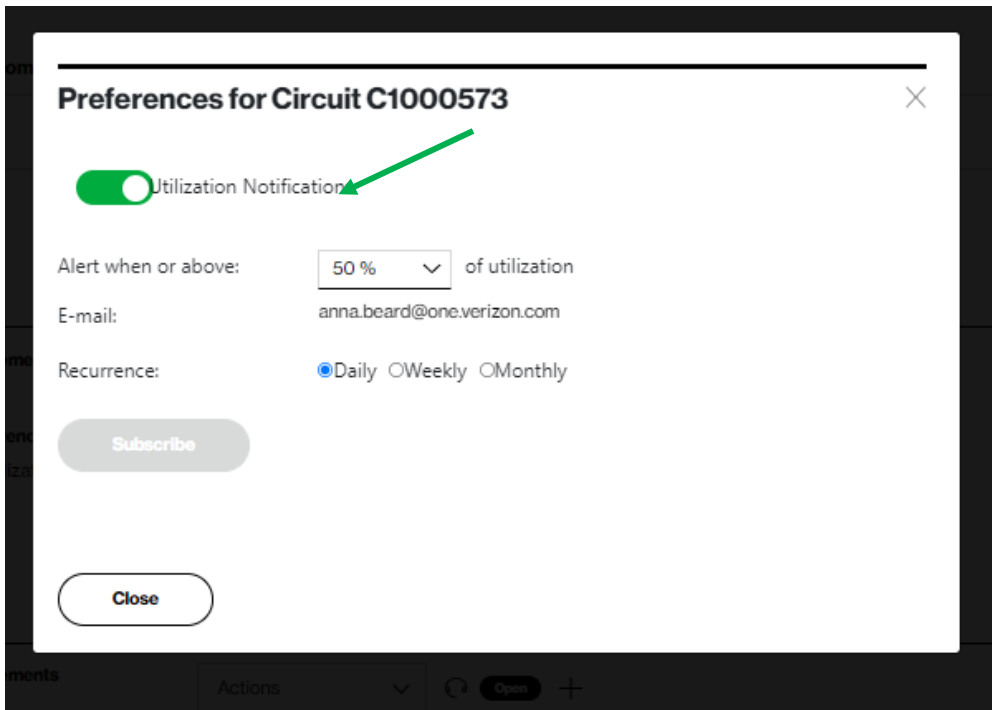 Preferences for Circuit C1000573
Utilization Notification
Alert when or above: 50 % of utilization
E-mail: anna.beard@one.verizon.com
Recurrence: Daily Weekly Monthly
Subscribe
Close
ments
Actions Open